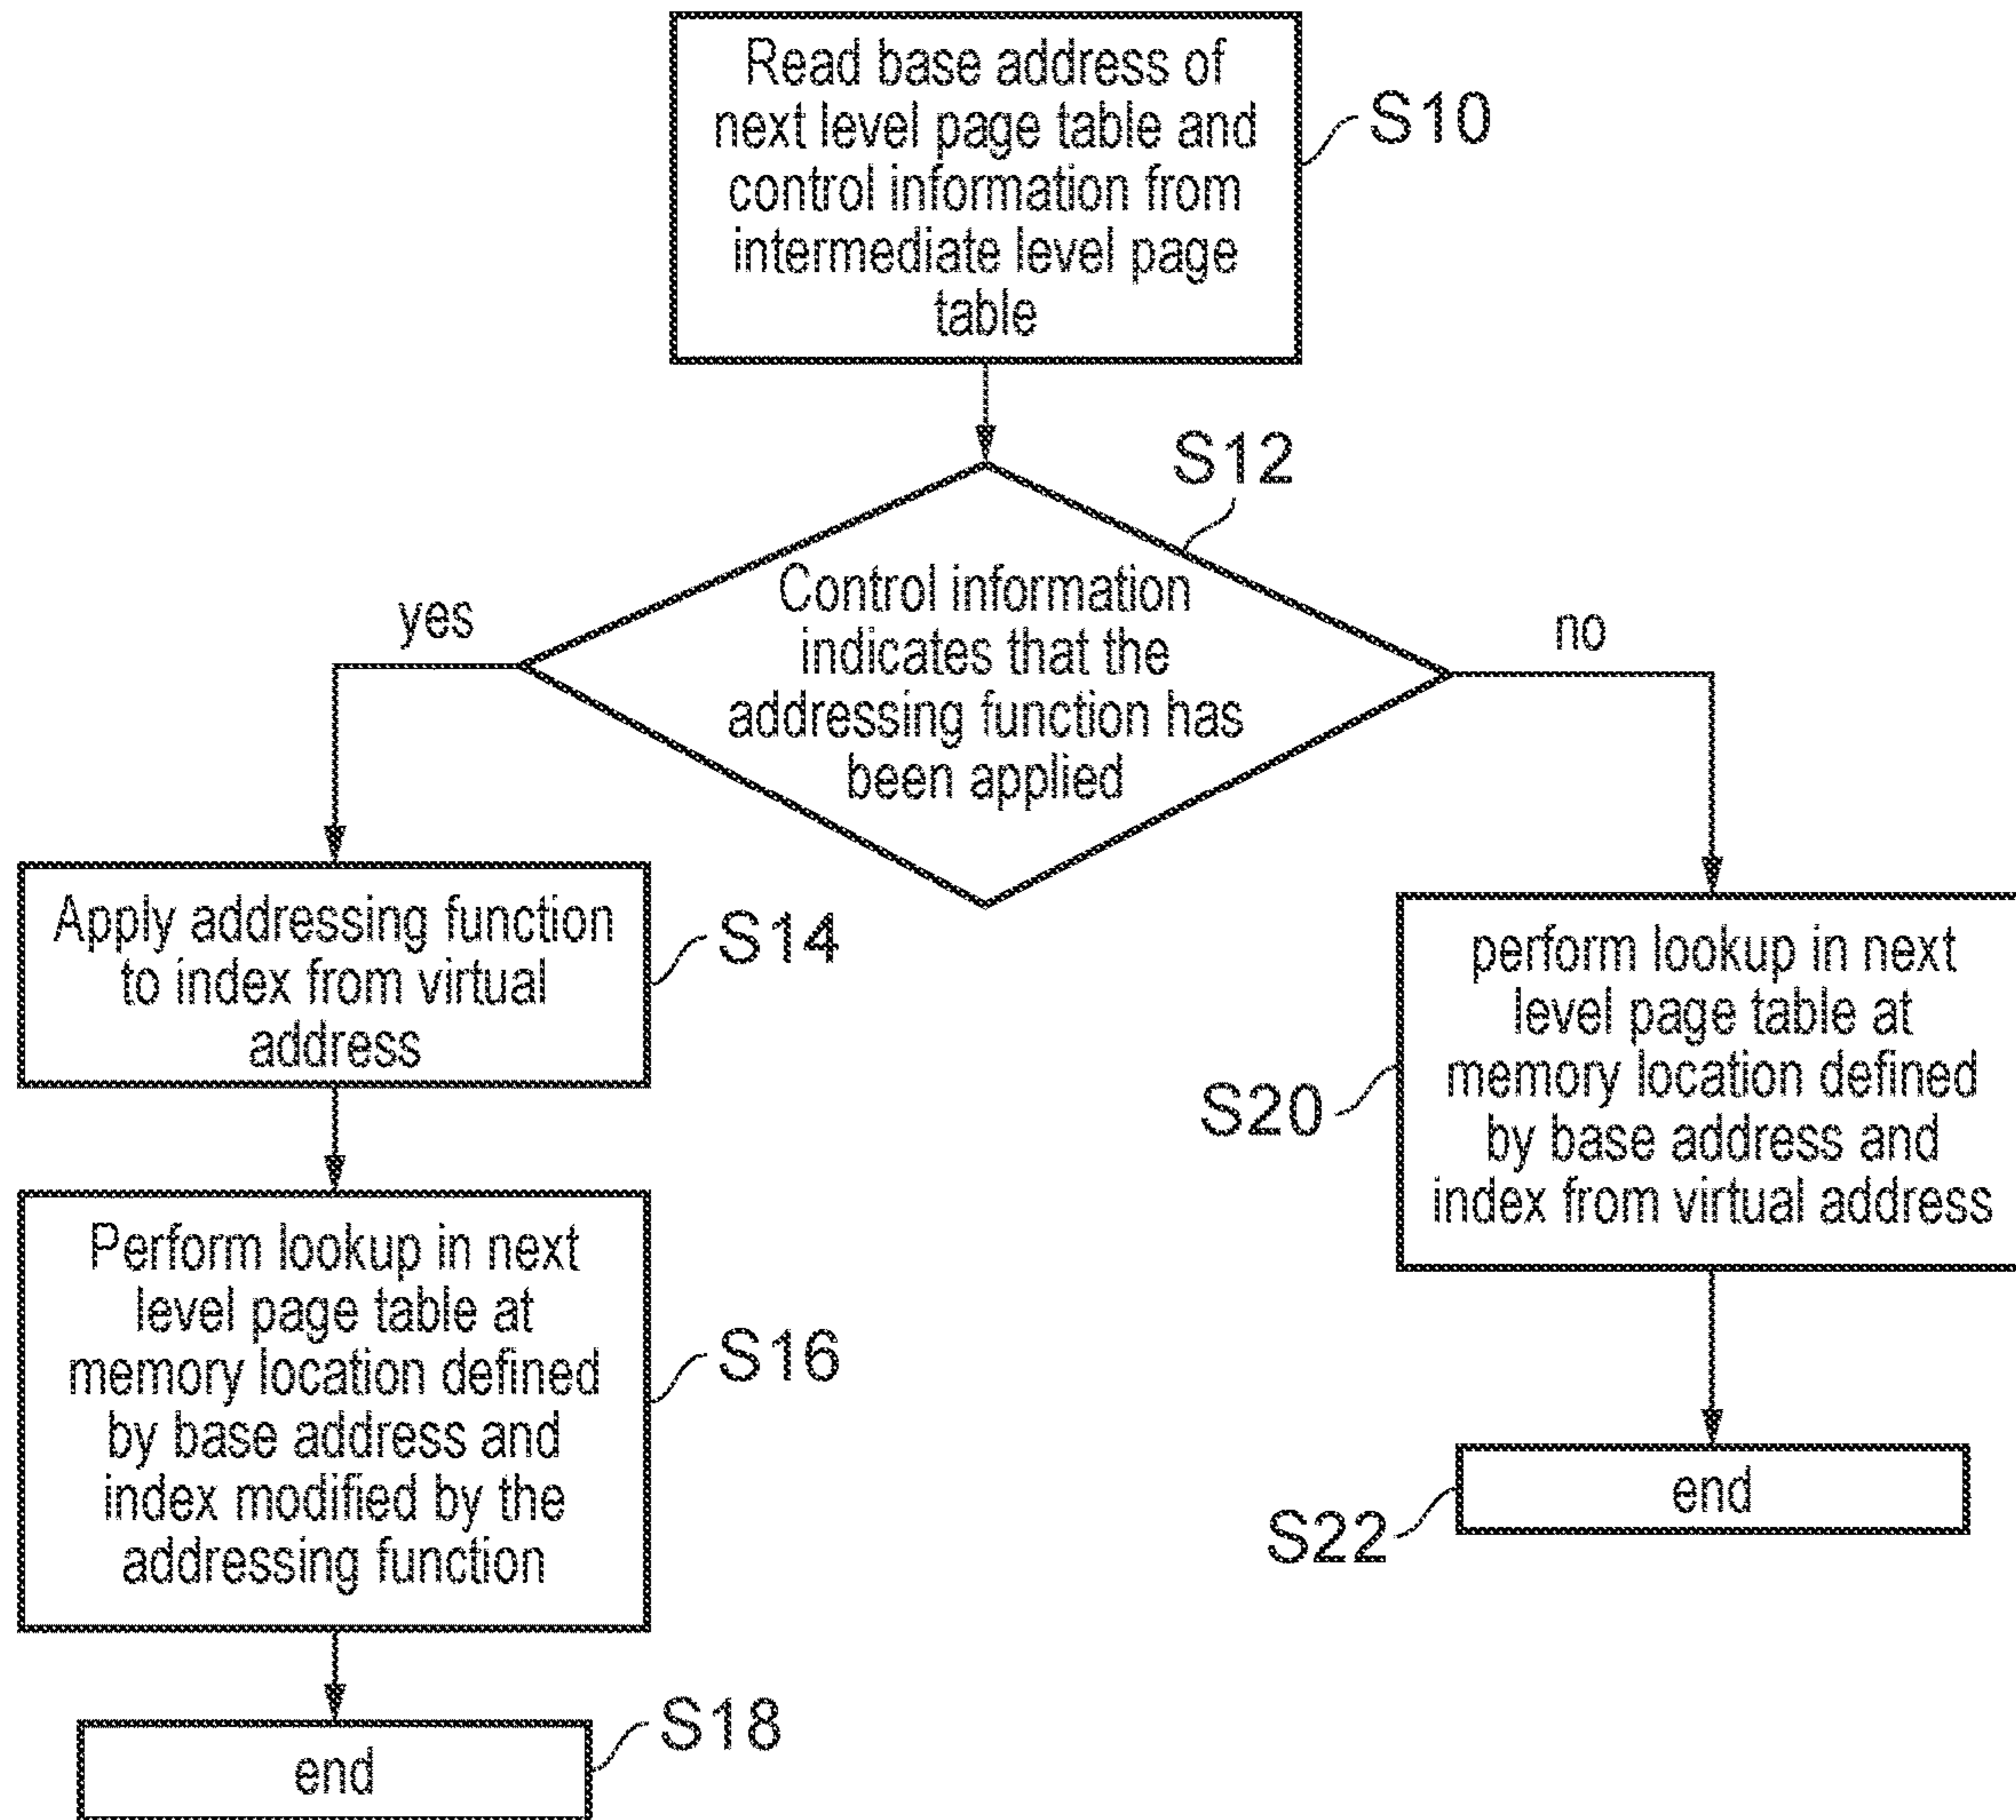 Read base address of
next level page table and
control information from
intermediate level page
table
S10
S12
Control information
indicates that the
addressing function has
been applied
yes
no
Apply addressing function
to index from virtual
address
S14
Perform lookup in next
level page table at
memory location defined
by base address and
index modified by the
addressing function
S16
end
S18
perform lookup in next
level page table at
memory location defined
by base address and
index from virtual address
S20
end
S22